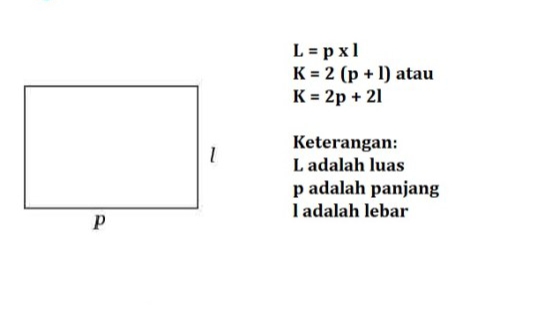 L = p x l
K = 2 (p + l) atau
K = 2p + 2l
Keterangan:
L adalah luas
p adalah panjang
l adalah lebar
l
p